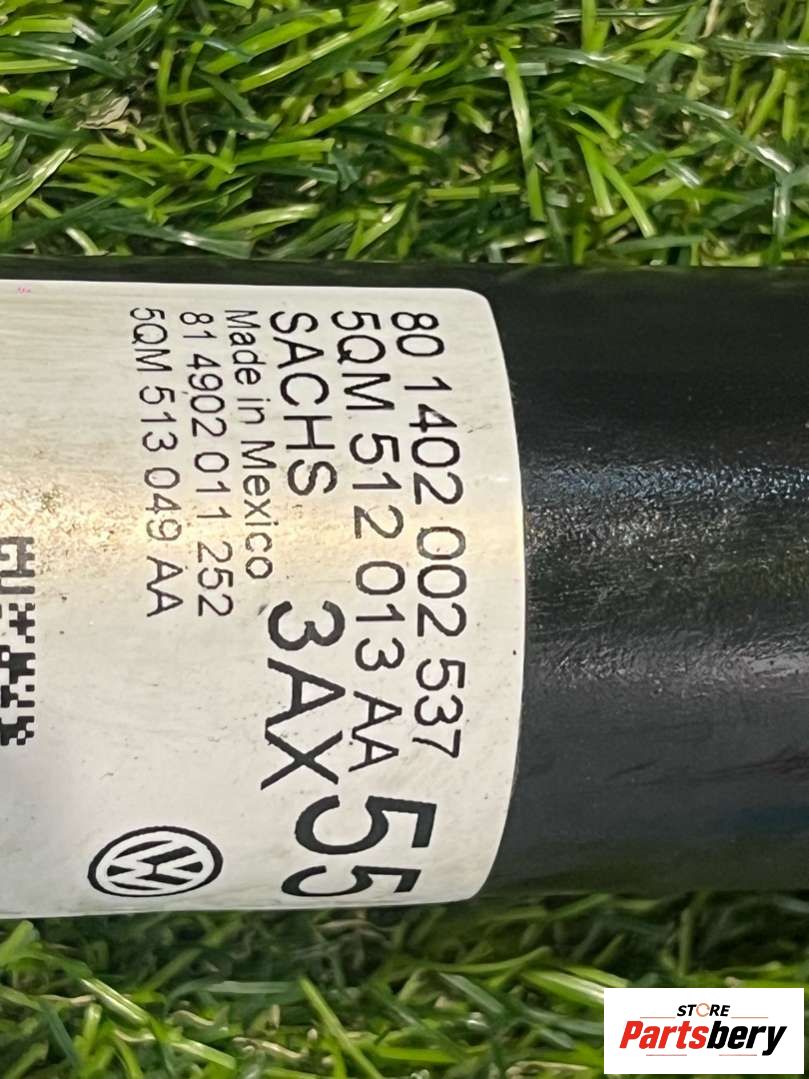 80 1402 002 537
5QM 512 013 AA
55
SACHS
3AX
Made in Mexico
81 4902 011 252
5QM 513 049 AA
VW
STORE
Partsbery